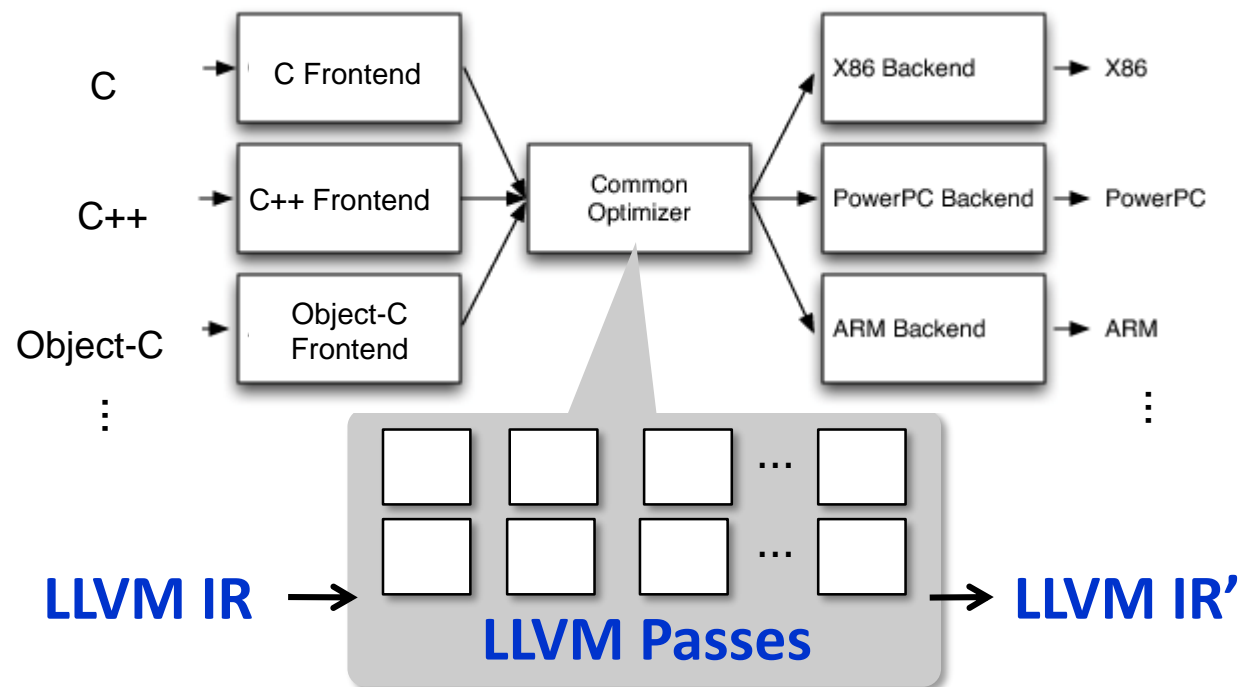 C
C Frontend
X86 Backend
X86
C++
C++ Frontend
Common
Optimizer
PowerPC Backend
PowerPC
Object-C
Object-C
Frontend
ARM Backend
ARM
⋮
⋮
...
...
LLVM IR
LLVM Passes
LLVM IR’